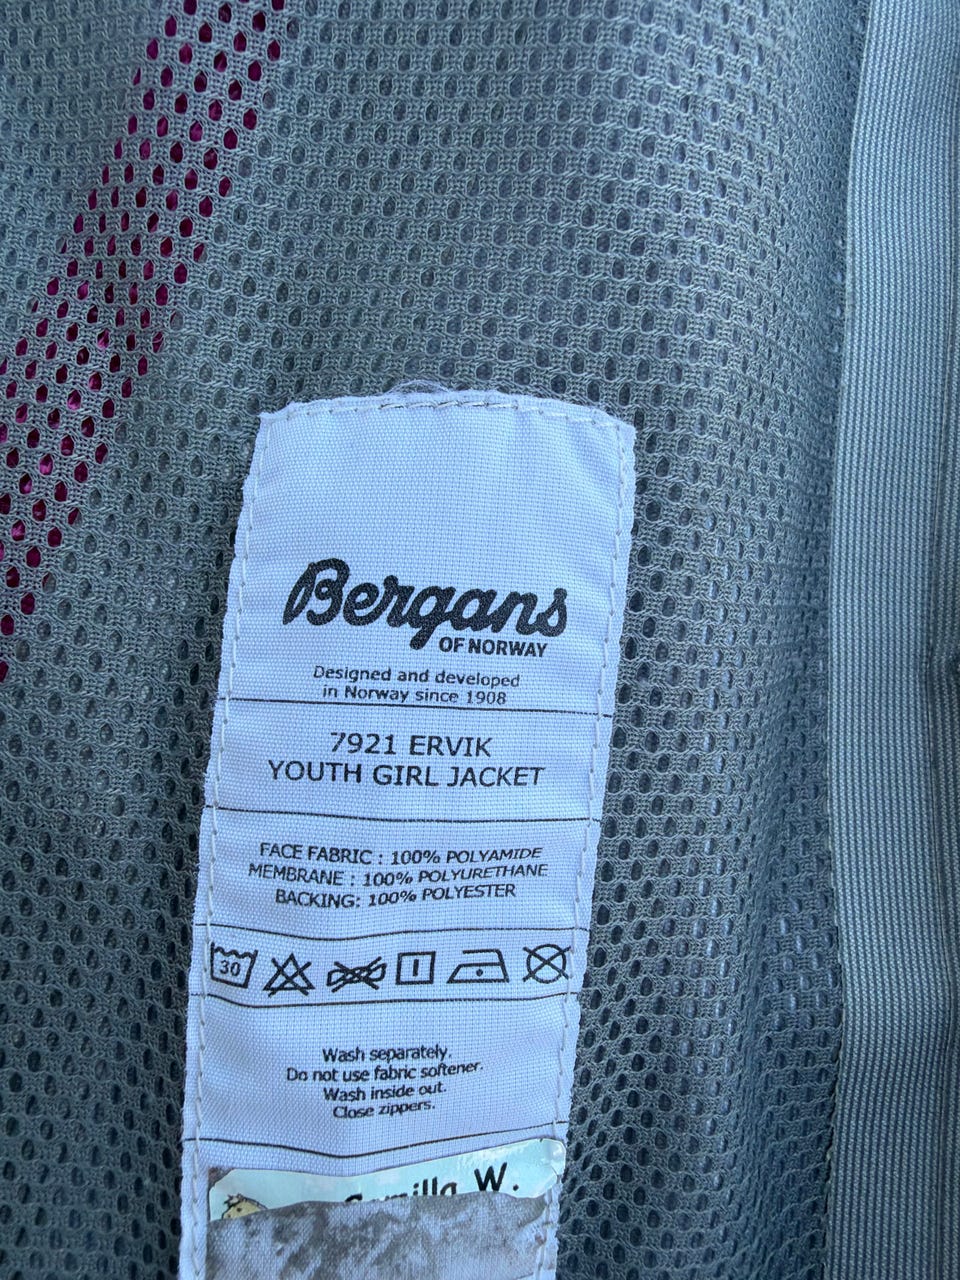 Bergans
OF NORWAY
Designed and developed
in Norway since 1908
7921 ERVIK
YOUTH GIRL JACKET
FACE FABRIC : 100% POLYAMIDE
MEMBRANE : 100% POLYURETHANE
BACKING: 100% POLYESTER
30
Wash separately.
Do not use fabric softener.
Wash inside out.
Close zippers.
W.